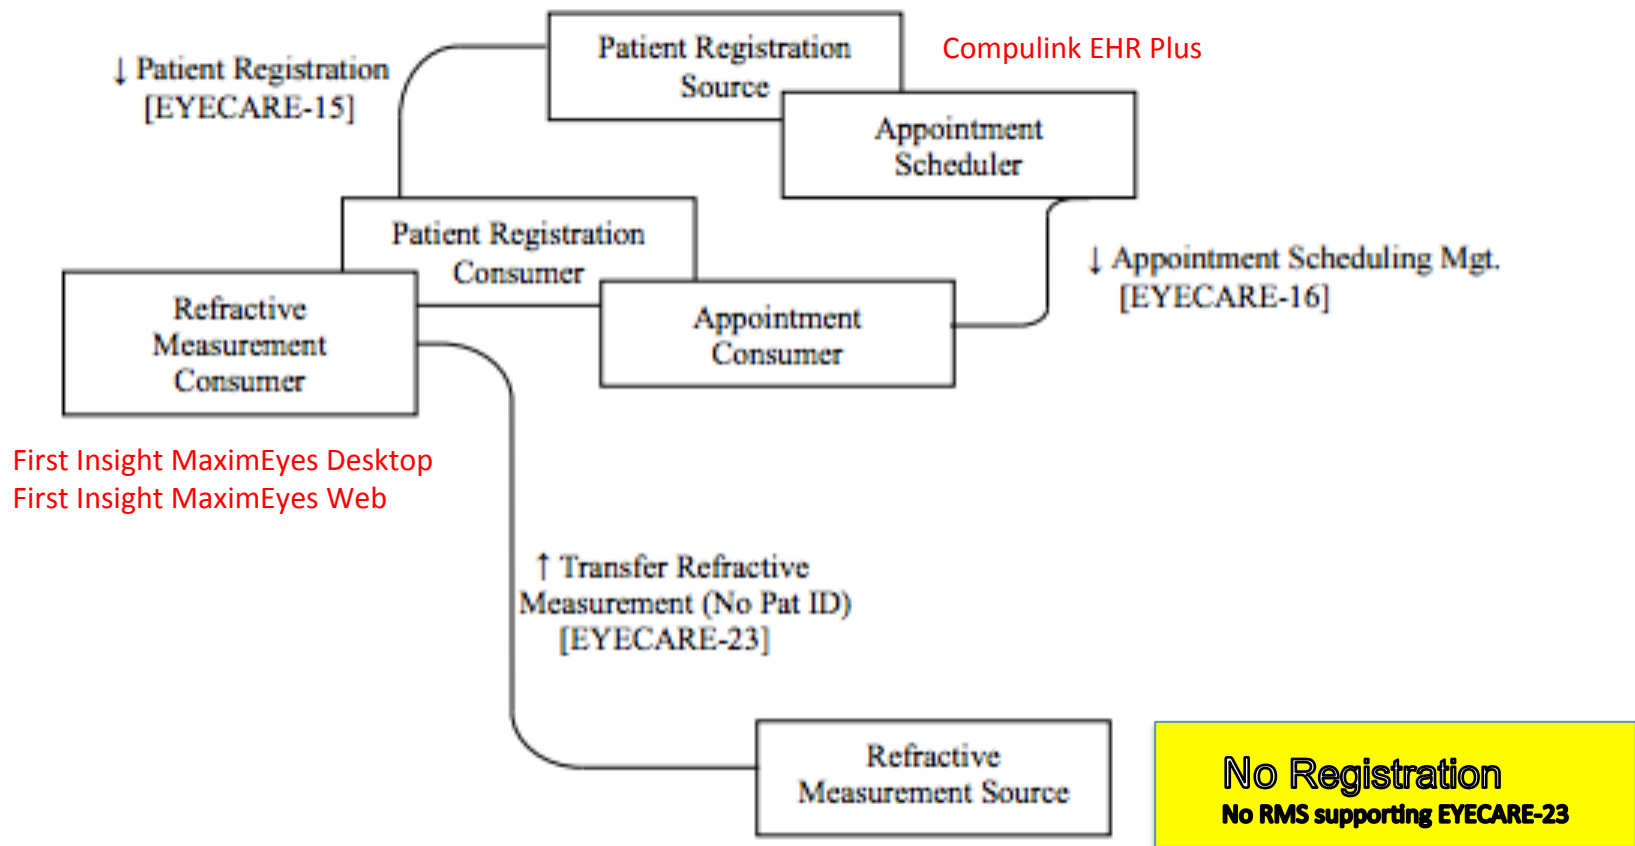 Patient Registration
Source
Compulink EHR Plus
↓ Patient Registration
[EYECARE-15]
Appointment
Scheduler
Patient Registration
Consumer
↓ Appointment Scheduling Mgt.
[EYECARE-16]
Refractive
Measurement
Consumer
Appointment
Consumer
First Insight MaximEyes Desktop
First Insight MaximEyes Web
↑ Transfer Refractive
Measurement (No Pat ID)
[EYECARE-23]
Refractive
Measurement Source
No Registration
No RMS supporting EYECARE-23